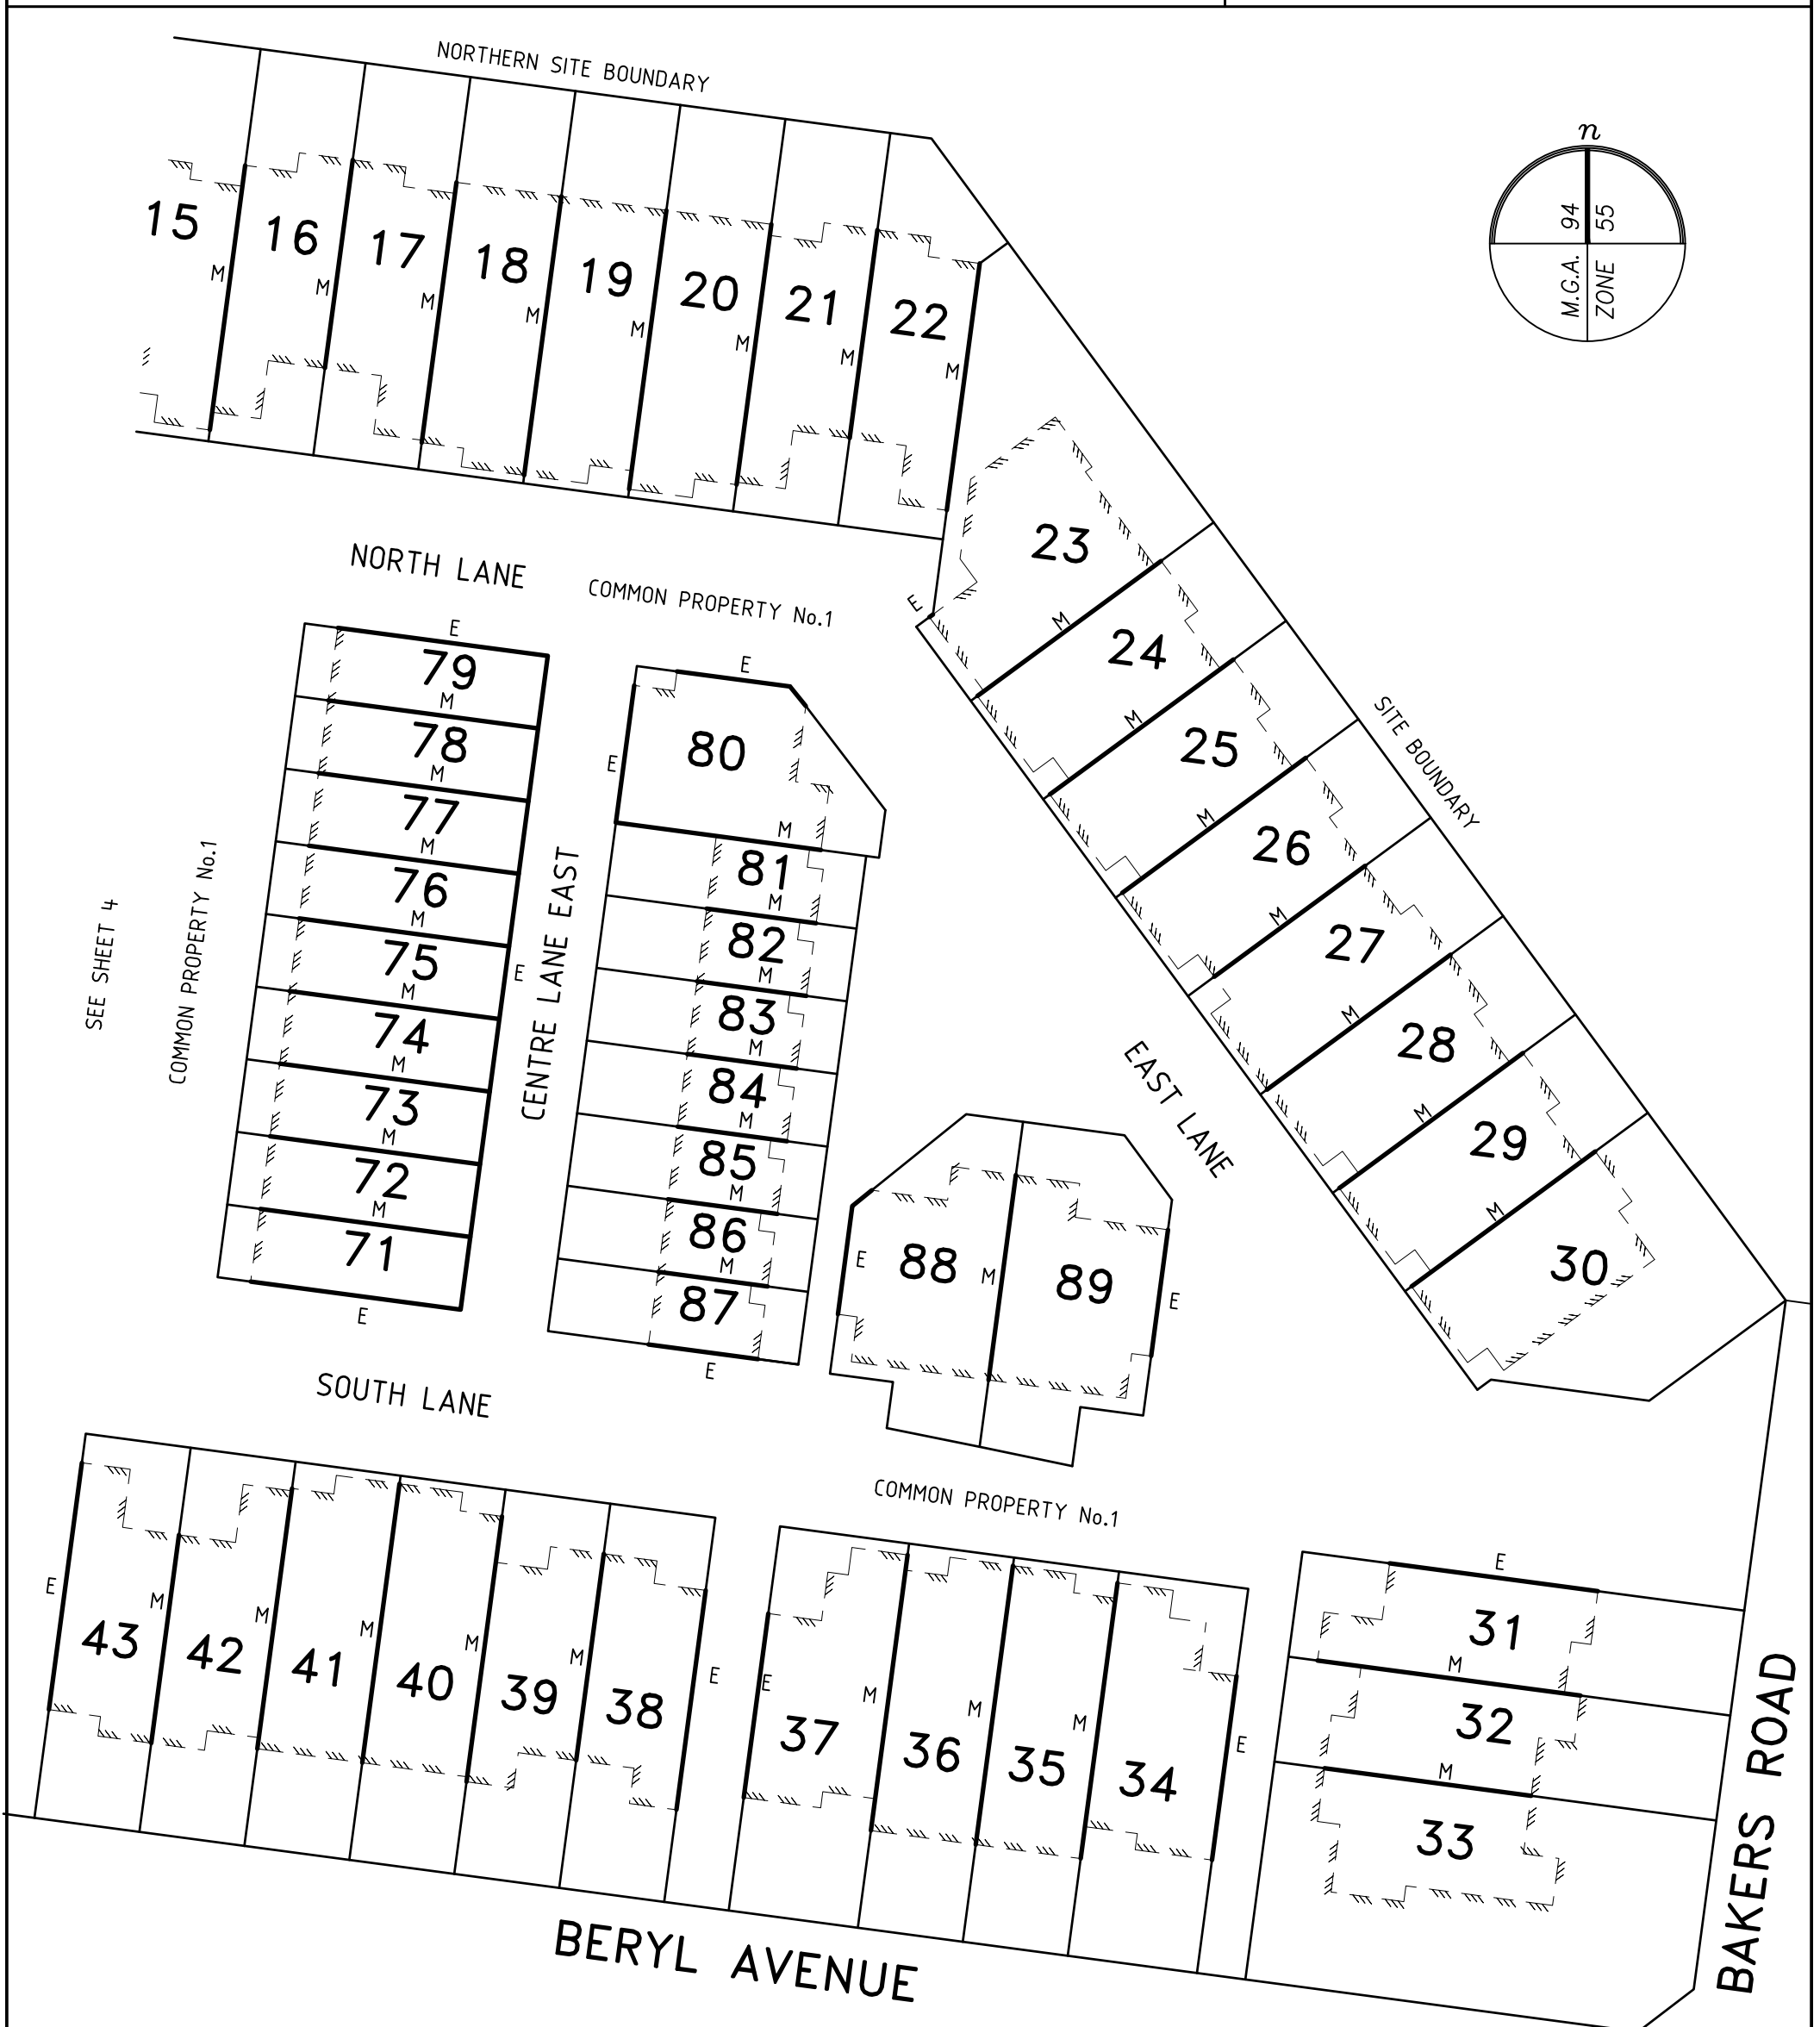 NORTHERN SITE BOUNDARY
n
94 55
M.G.A. ZONE
15 16 17 18 19 20 21 22
M M M M M M M M
23
M
24
M
25
M
26
M
27
M
28
M
29
M
30
E
SITE BOUNDARY
EAST LANE
NORTH LANE
COMMON PROPERTY No.1
SEE SHEET 4
COMMON PROPERTY No.1
E
79
M
78
M
77
M
76
M
75
M
74
M
73
M
72
M
71
E
E
CENTRE LANE EAST
E
E
80
M
81
M
82
M
83
M
84
M
85
M
86
M
87
E
E 88 M 89 E
SOUTH LANE
COMMON PROPERTY No.1
E 43 M 42 M 41 M 40 M 39 M 38 E
E 37 M 36 M 35 M 34 E
E
31
M
32
M
33
BERYL AVENUE
BAKERS ROAD